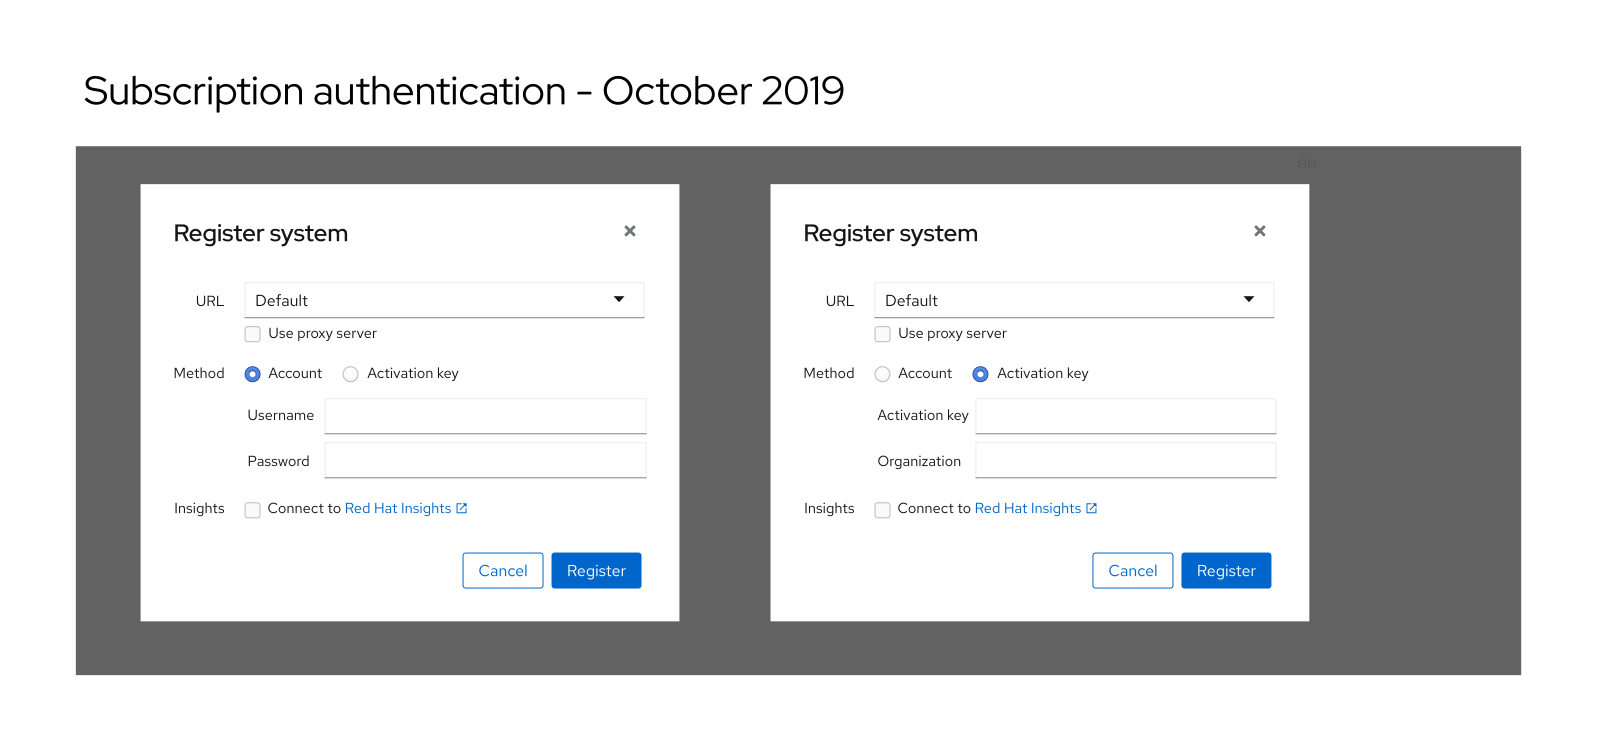 Subscription authentication - October 2019
Register system
URL
Default
Use proxy server
Method
Account
Activation key
Username
Password
Insights
Connect to Red Hat Insights
Cancel
Register
Register system
URL
Default
Use proxy server
Method
Account
Activation key
Activation key
Organization
Insights
Connect to Red Hat Insights
Cancel
Register